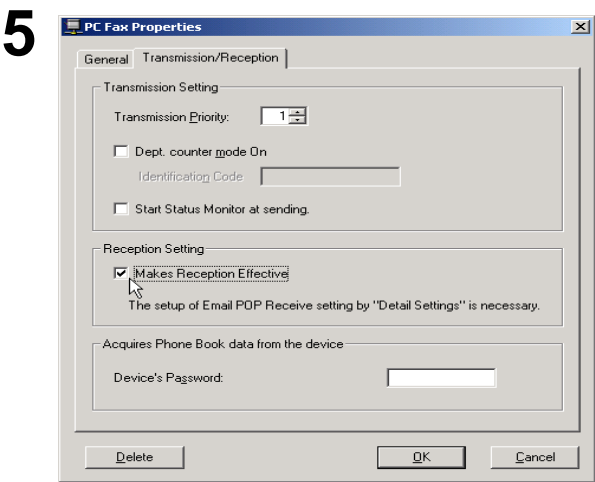 5
PC Fax Properties
General
Transmission/Reception
Transmission Setting
Transmission Priority:
1
Dept. counter mode On
Identification Code
Start Status Monitor at sending.
Reception Setting
Makes Reception Effective
The setup of Email POP Receive setting by "Detail Settings" is necessary.
Acquires Phone Book data from the device
Device's Password:
Delete
OK
Cancel